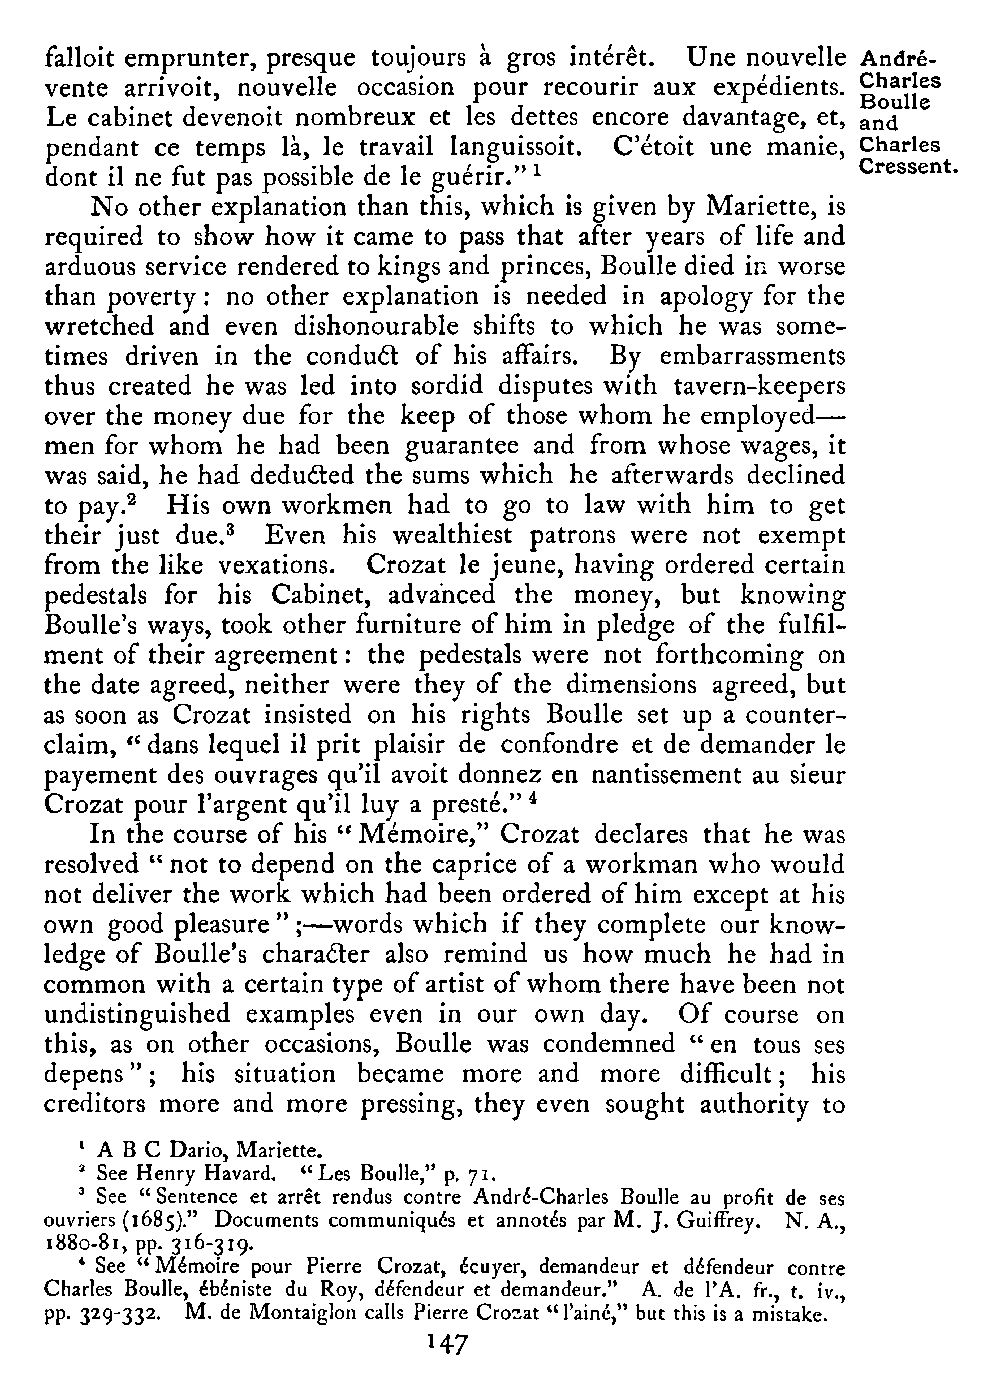 falloit emprunter, presque toujours à gros intérêt. Une nouvelle
vente arrivoit, nouvelle occasion pour recourir aux expédients.
Le cabinet devenoit nombreux et les dettes encore davantage, et,
pendant ce temps là, le travail languissoit. C'étoit une manie,
dont il ne fut pas possible de le guérir." ¹
André-
Charles
Boulle
and
Charles
Cressent.
No other explanation than this, which is given by Mariette, is
required to show how it came to pass that after years of life and
arduous service rendered to kings and princes, Boulle died in worse
than poverty: no other explanation is needed in apology for the
wretched and even dishonourable shifts to which he was some-
times driven in the conduct of his affairs. By embarrassments
thus created he was led into sordid disputes with tavern-keepers
over the money due for the keep of those whom he employed—
men for whom he had been guarantee and from whose wages, it
was said, he had deducted the sums which he afterwards declined
to pay.² His own workmen had to go to law with him to get
their just due.³ Even his wealthiest patrons were not exempt
from the like vexations. Crozat le jeune, having ordered certain
pedestals for his Cabinet, advanced the money, but knowing
Boulle's ways, took other furniture of him in pledge of the fulfil-
ment of their agreement: the pedestals were not forthcoming on
the date agreed, neither were they of the dimensions agreed, but
as soon as Crozat insisted on his rights Boulle set up a counter-
claim, "dans lequel il prit plaisir de confondre et de demander le
payement des ouvrages qu'il avoit donnez en nantissement au sieur
Crozat pour l'argent qu'il luy a presté." ⁴
In the course of his "Mémoire," Crozat declares that he was
resolved "not to depend on the caprice of a workman who would
not deliver the work which had been ordered of him except at his
own good pleasure";—words which if they complete our know-
ledge of Boulle's character also remind us how much he had in
common with a certain type of artist of whom there have been not
undistinguished examples even in our own day. Of course on
this, as on other occasions, Boulle was condemned "en tous ses
depens"; his situation became more and more difficult; his
creditors more and more pressing, they even sought authority to
¹ A B C Dario, Mariette.
² See Henry Havard. "Les Boulle," p. 71.
³ See "Sentence et arrêt rendus contre André-Charles Boulle au profit de ses
ouvriers (1685)." Documents communiqués et annotés par M. J. Guiffrey. N. A.,
1880-81, pp. 316-319.
⁴ See "Mémoire pour Pierre Crozat, écuyer, demandeur et défendeur contre
Charles Boulle, ébéniste du Roy, défendeur et demandeur." A. de l'A. fr., t. iv.,
pp. 329-332. M. de Montaiglon calls Pierre Crozat "l'ainé," but this is a mistake.
147